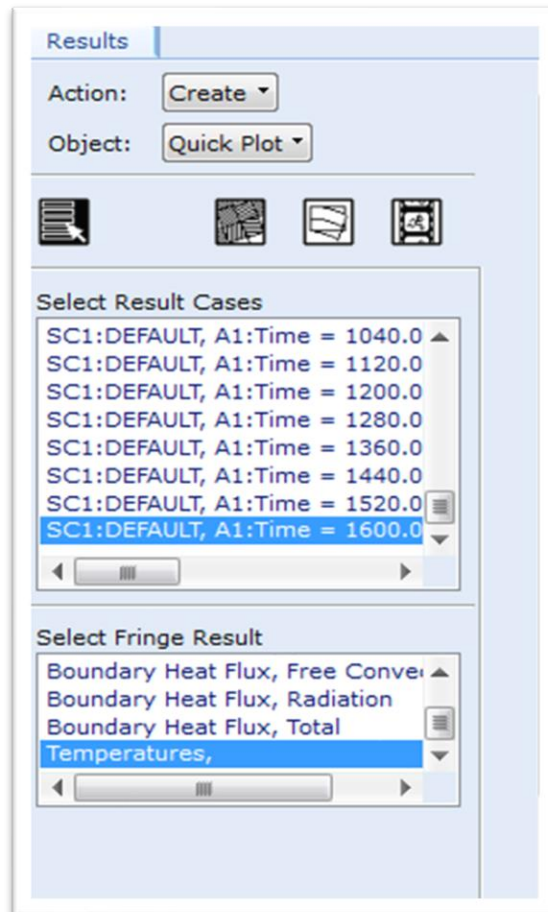 Results
Action: Create
Object: Quick Plot
Select Result Cases
SC1:DEFAULT, A1:Time = 1040.0
SC1:DEFAULT, A1:Time = 1120.0
SC1:DEFAULT, A1:Time = 1200.0
SC1:DEFAULT, A1:Time = 1280.0
SC1:DEFAULT, A1:Time = 1360.0
SC1:DEFAULT, A1:Time = 1440.0
SC1:DEFAULT, A1:Time = 1520.0
SC1:DEFAULT, A1:Time = 1600.0
Select Fringe Result
Boundary Heat Flux, Free Conve
Boundary Heat Flux, Radiation
Boundary Heat Flux, Total
Temperatures,